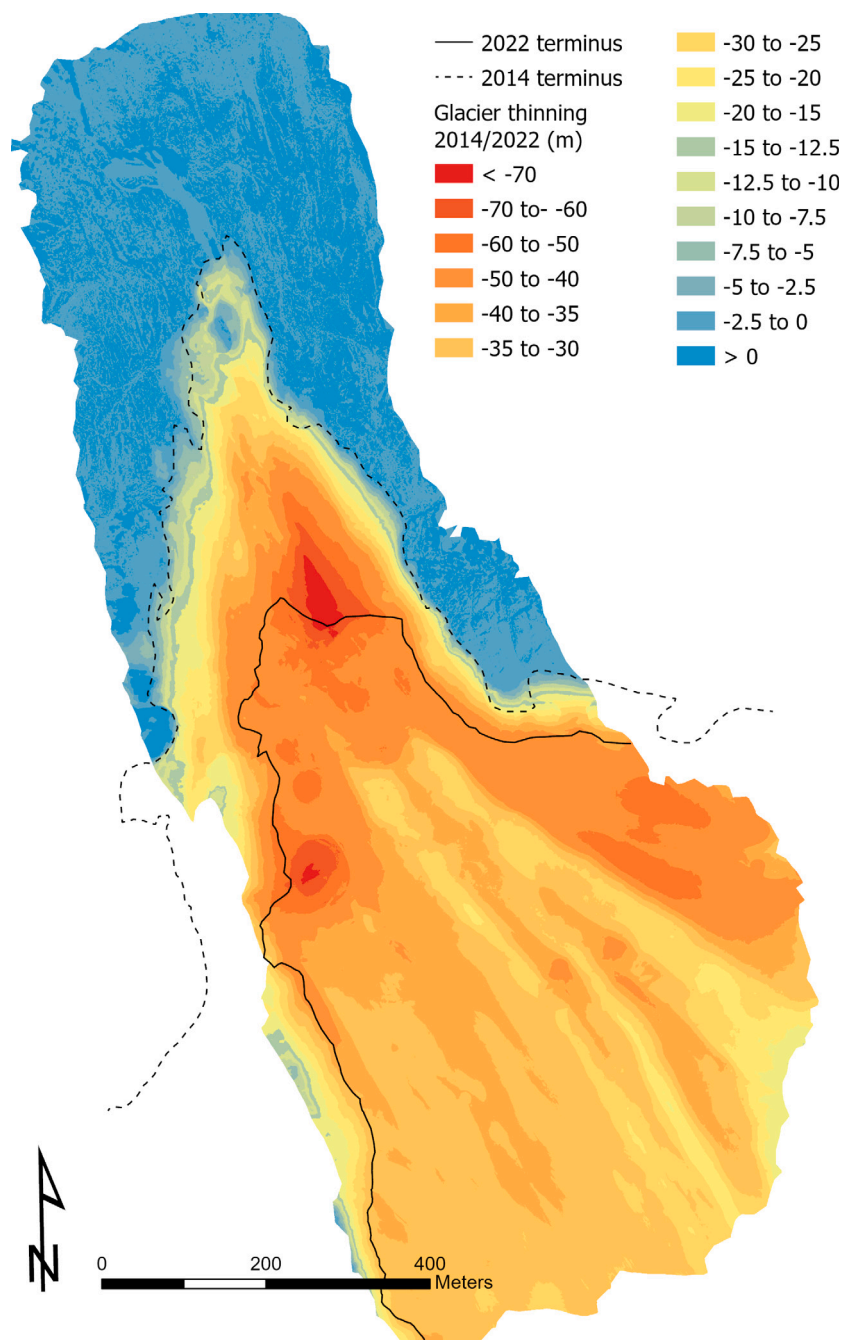 2022 terminus
2014 terminus
Glacier thinning
2014/2022 (m)
< -70
-70 to- -60
-60 to -50
-50 to -40
-40 to -35
-35 to -30
-30 to -25
-25 to -20
-20 to -15
-15 to -12.5
-12.5 to -10
-10 to -7.5
-7.5 to -5
-5 to -2.5
-2.5 to 0
> 0
N
0 200 400
Meters